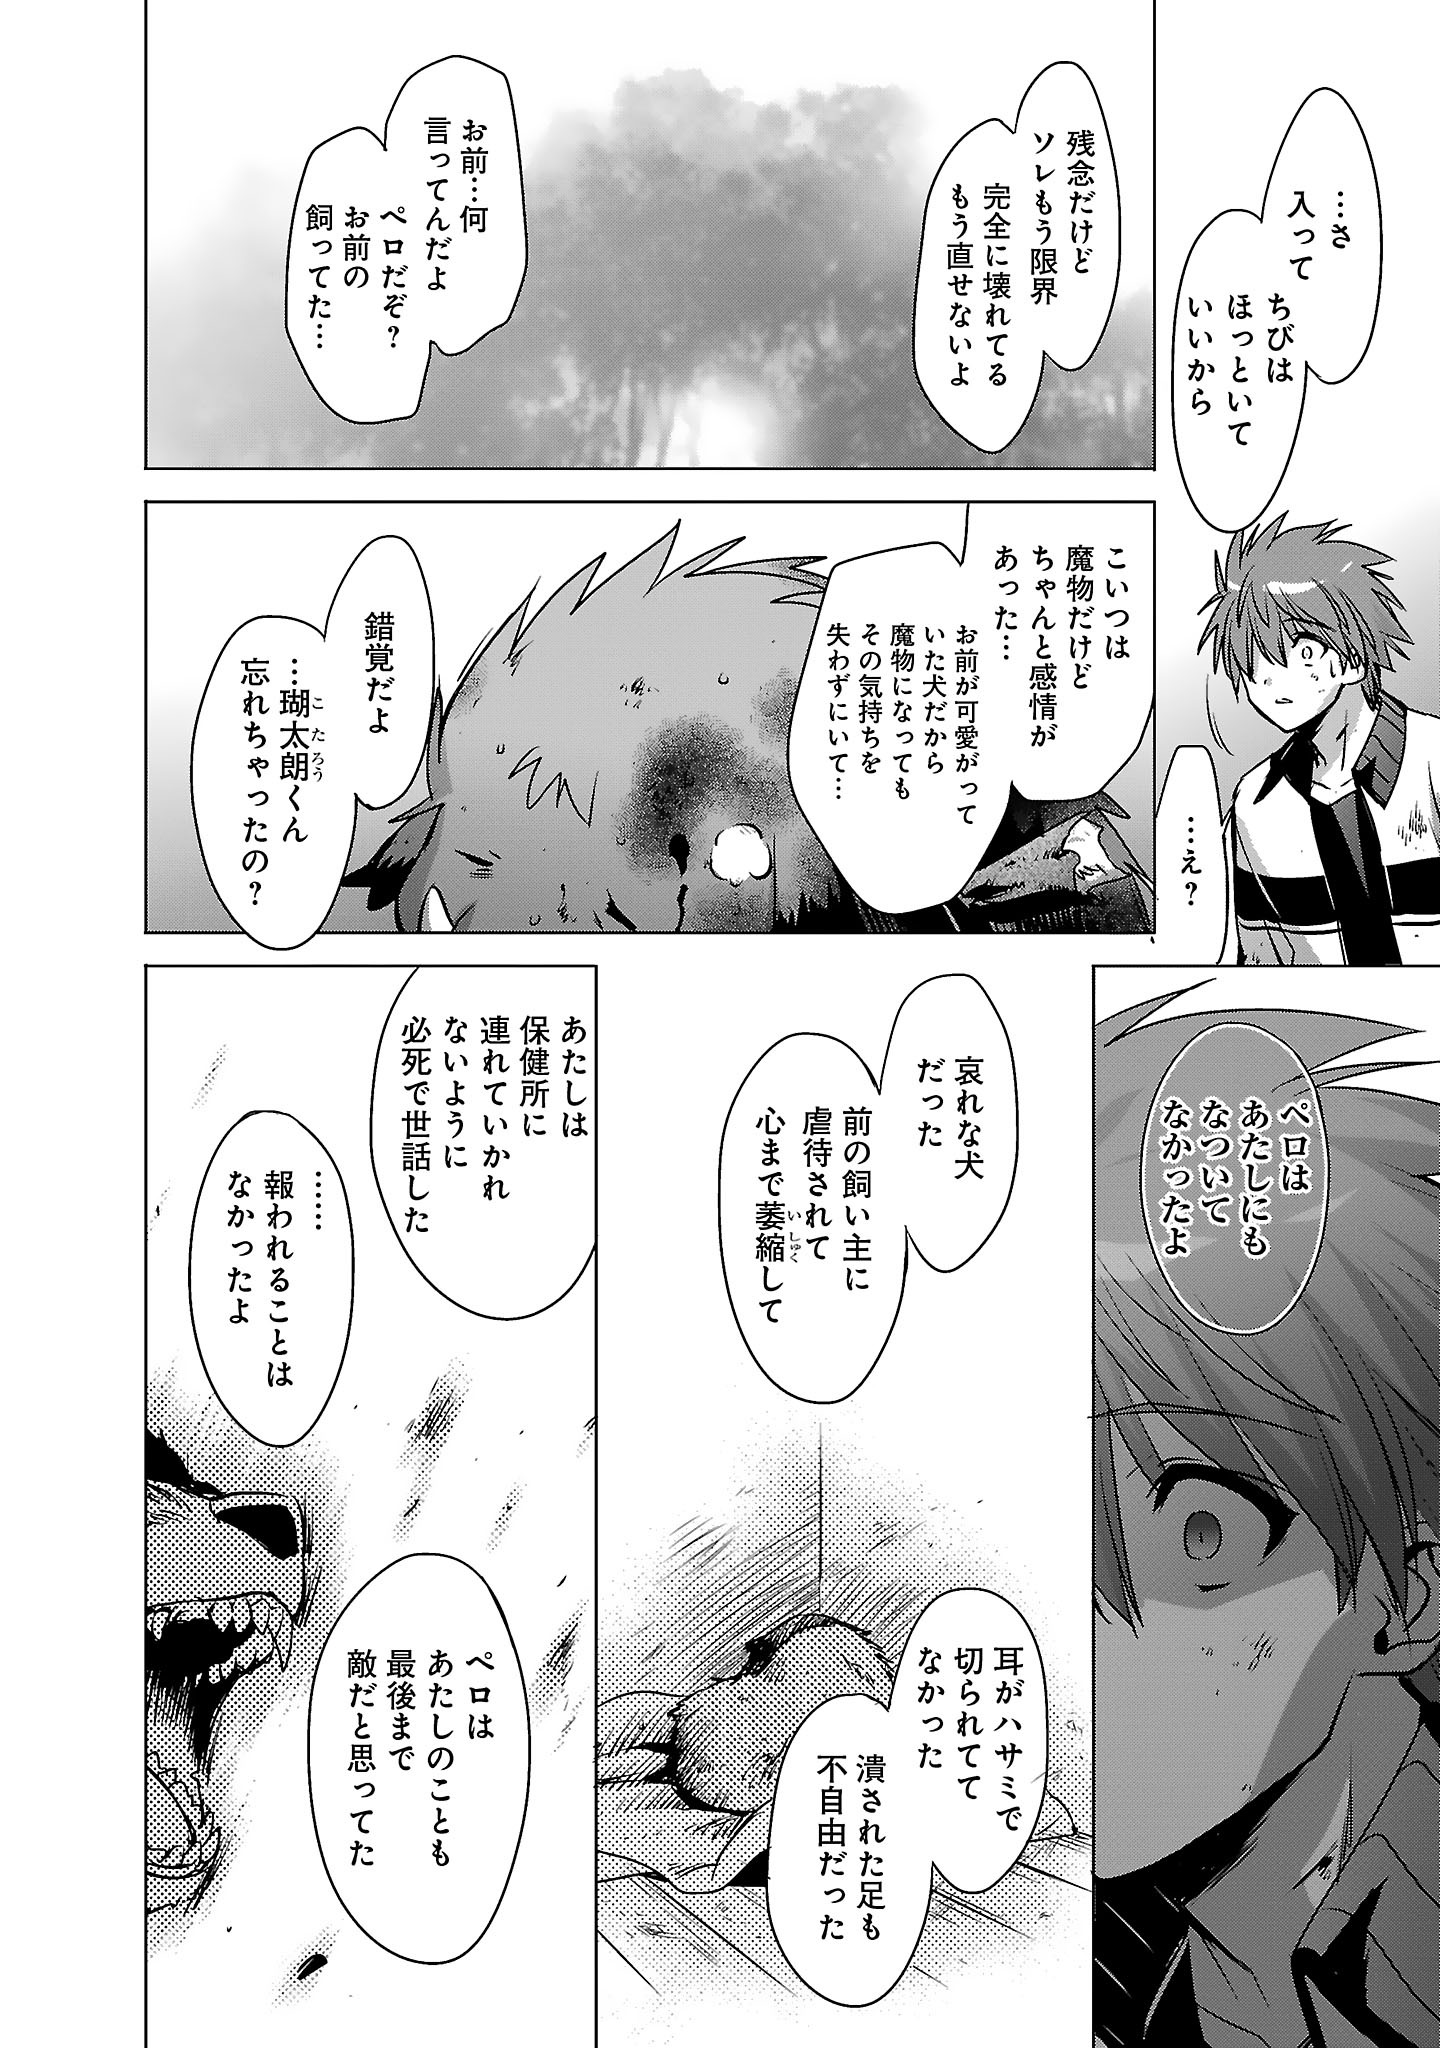 …さ
入って
ちびは
ほっといて
いいから
…え?
残念だけど
ソレもう限界
完全に壊れてる
もう直せないよ
お前…何
言ってんだよ
ペロだぞ?
お前の
飼ってた…
こいつは
魔物だけど
ちゃんと感情が
あった…
お前が可愛がって
いた犬だから
魔物になっても
その気持ちを
失わずにいて…
錯覚だよ
…瑚太朗くん
こたろう
忘れちゃったの?
ペロは
あたしにも
なついて
なかったよ
哀れな犬
だった
前の飼い主に
虐待されて
心まで萎縮して
いしゅく
耳がハサミで
切られてて
なかった
潰された足も
不自由だった
あたしは
保健所に
連れていかれ
ないように
必死で世話した
……
報われることは
なかったよ
ペロは
あたしのことも
最後まで
敵だと思ってた